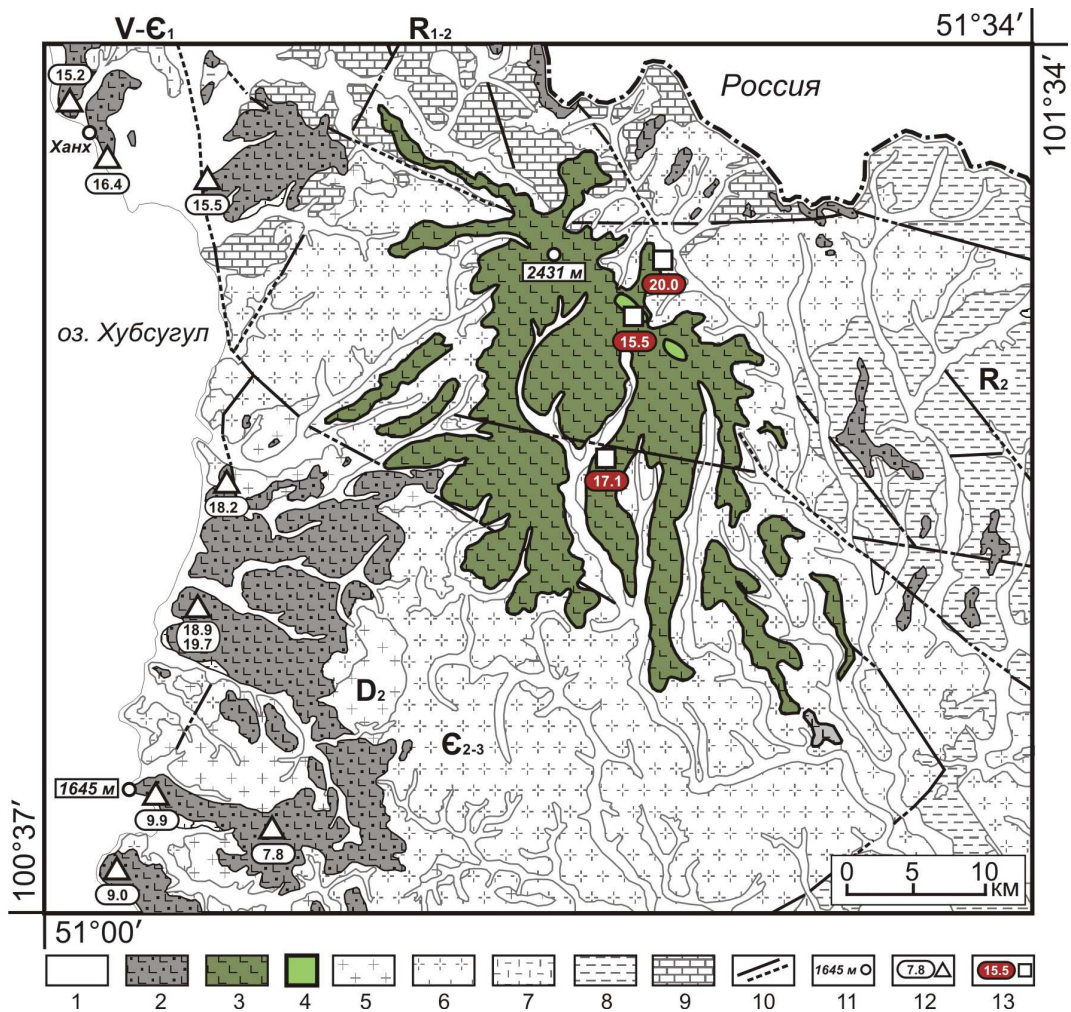 V-Є₁ R₁₋₂ 51°34′
101°34′
15.2
Россия
Ханх
16.4
15.5
2431 м
20.0
оз. Хубсугул
15.5
R₂
17.1
18.2
18.9
19.7
D₂
Є₂₋₃
1645 м
9.9
7.8
9.0
100°37′
0 5 10
КМ
51°00′
7.8 15.5
1645 м
1 2 3 4 5 6 7 8 9 10 11 12 13